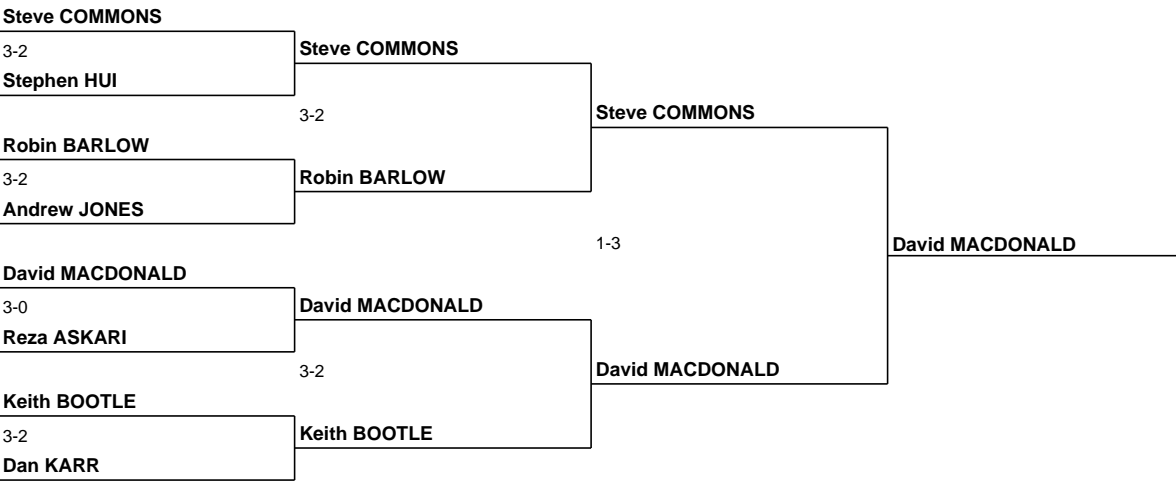 Steve COMMONS
3-2
Steve COMMONS
Stephen HUI
3-2
Steve COMMONS
Robin BARLOW
3-2
Robin BARLOW
Andrew JONES
1-3
David MACDONALD
David MACDONALD
3-0
David MACDONALD
Reza ASKARI
3-2
David MACDONALD
Keith BOOTLE
3-2
Keith BOOTLE
Dan KARR